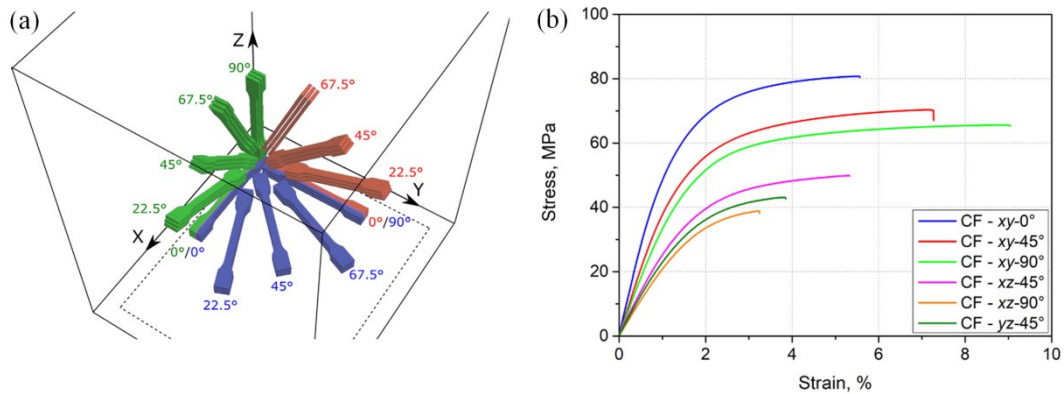 (a)
Z
90°
67.5°
67.5°
45°
45°
22.5°
22.5°
Y
X
0°/90°
0°/0°
67.5°
45°
22.5°
(b)
100
80
60
40
20
0
0
2
4
6
8
10
Stress, MPa
Strain, %
CF - xy-0°
CF - xy-45°
CF - xy-90°
CF - xz-45°
CF - xz-90°
CF - yz-45°